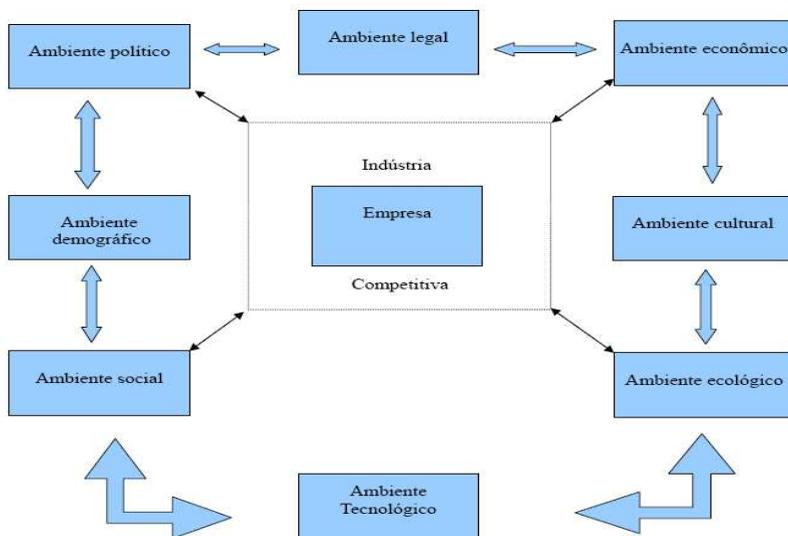 Ambiente político
Ambiente legal
Ambiente econômico
Indústria
Empresa
Competitiva
Ambiente
demográfico
Ambiente cultural
Ambiente social
Ambiente ecológico
Ambiente
Tecnológico